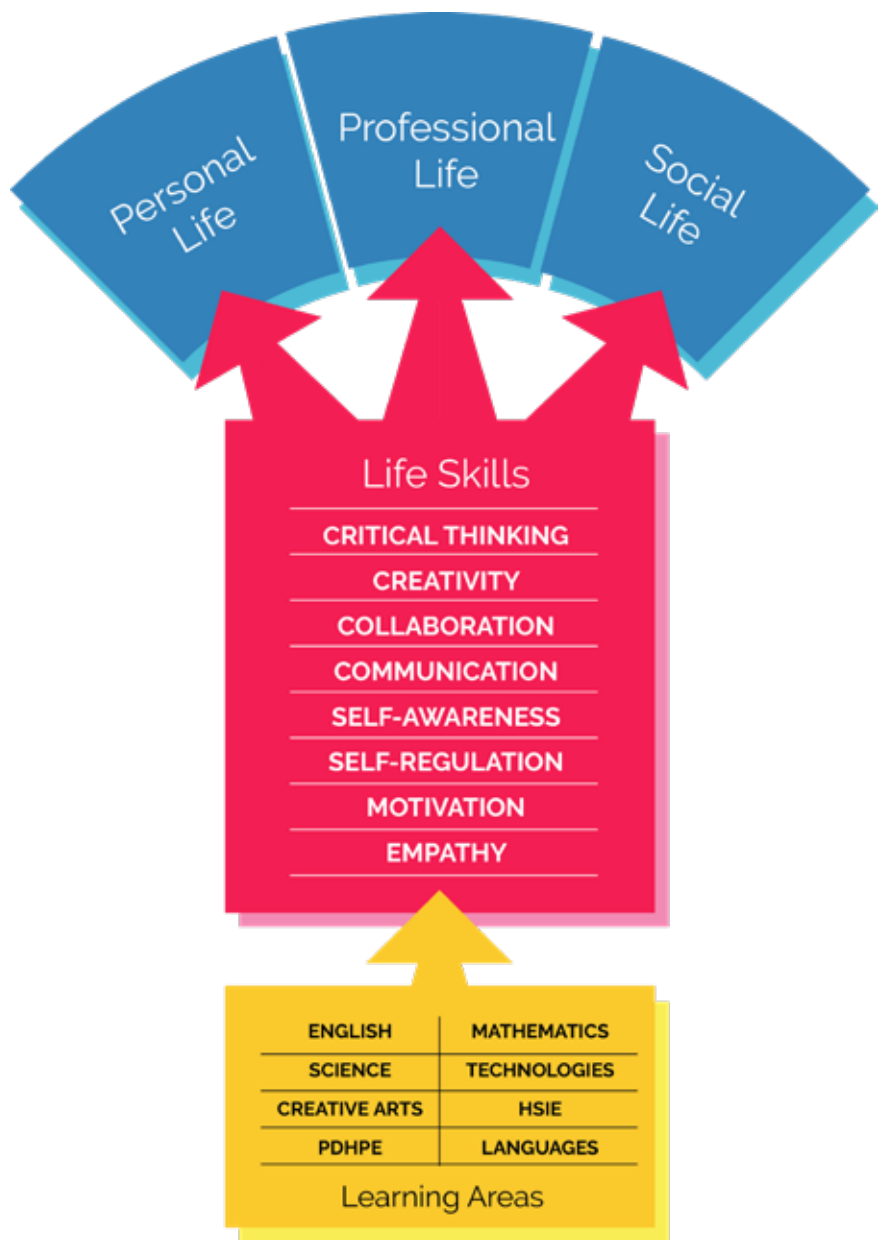 Personal
Life
Professional
Life
Social
Life
Life Skills
CRITICAL THINKING
CREATIVITY
COLLABORATION
COMMUNICATION
SELF-AWARENESS
SELF-REGULATION
MOTIVATION
EMPATHY
ENGLISH MATHEMATICS
SCIENCE TECHNOLOGIES
CREATIVE ARTS HSIE
PDHPE LANGUAGES
Learning Areas